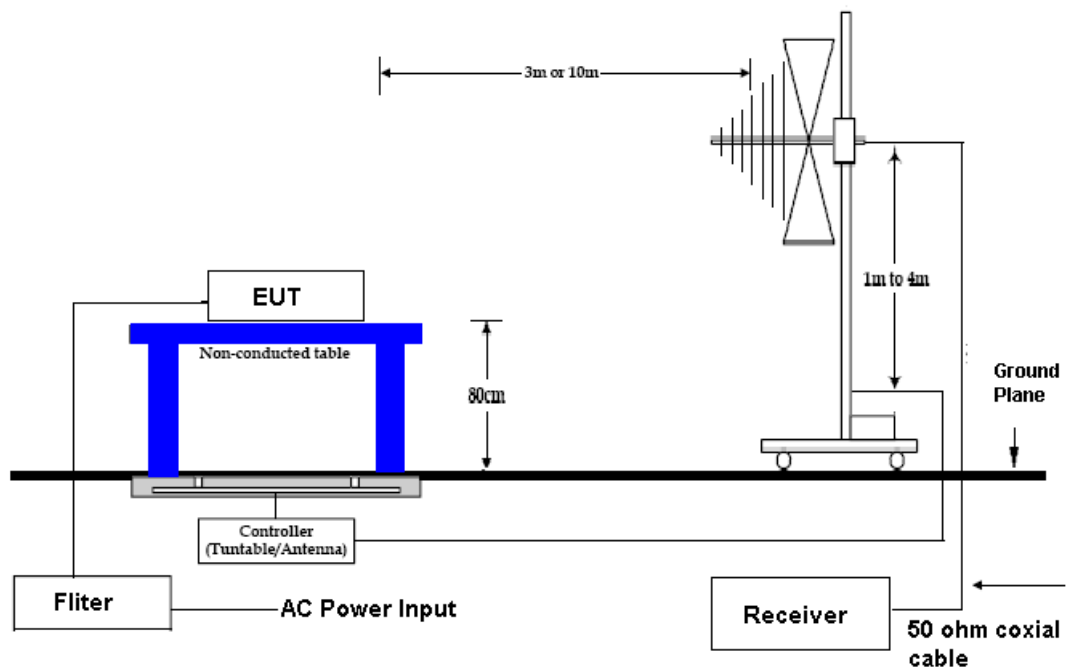 3m or 10m
EUT
1m to 4m
Non-conducted table
80cm
Ground
Plane
Controller
(Tuntable/Antenna)
Fliter
AC Power Input
Receiver
50 ohm coxial
cable